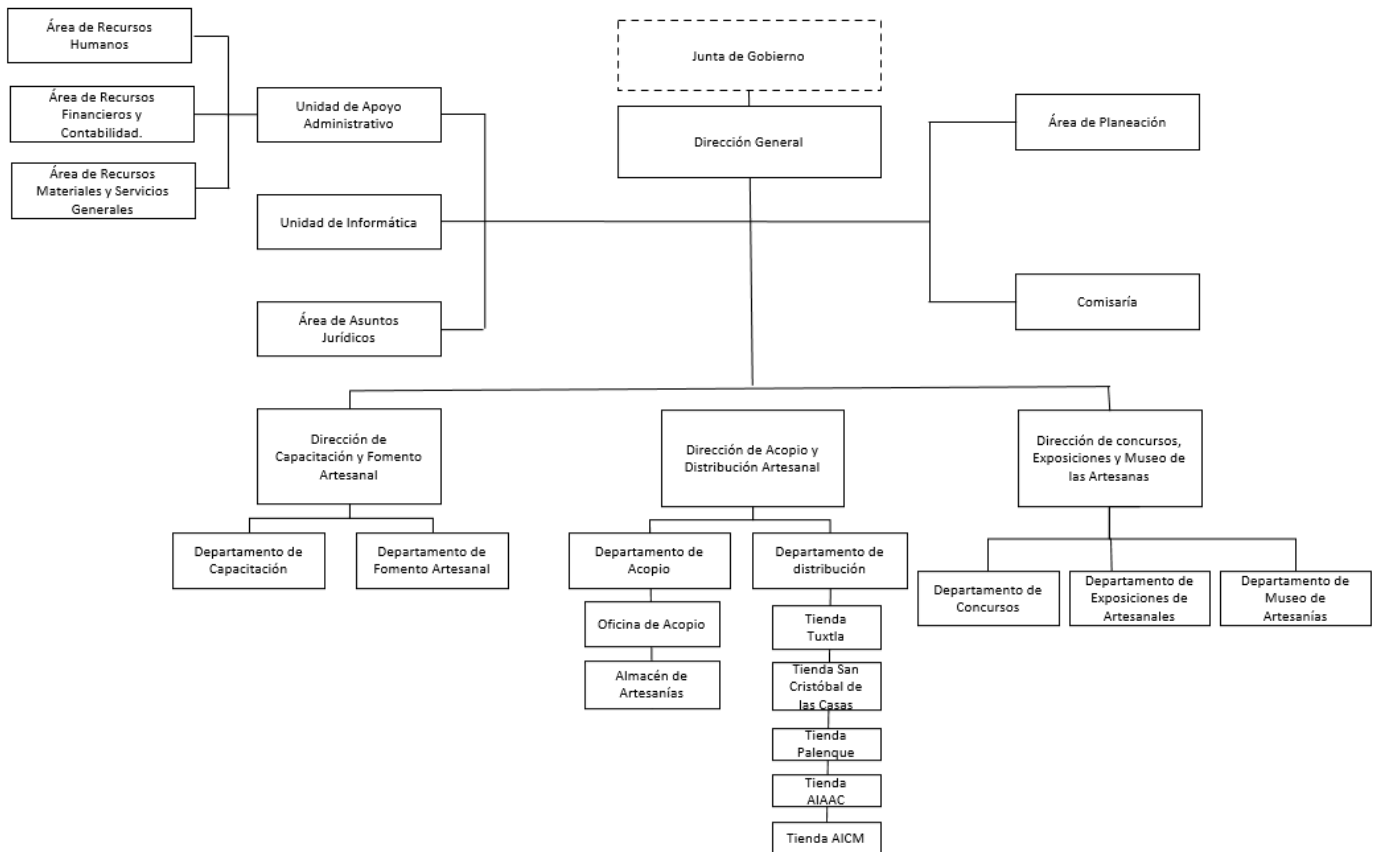 Área de Recursos
Humanos
Junta de Gobierno
Área de Recursos
Financieros y
Contabilidad.
Unidad de Apoyo
Administrativo
Dirección General
Área de Planeación
Área de Recursos
Materiales y Servicios
Generales
Unidad de Informática
Área de Asuntos
Jurídicos
Comisaría
Dirección de
Capacitación y Fomento
Artesanal
Dirección de Acopio y
Distribución Artesanal
Dirección de concursos,
Exposiciones y Museo de
las Artesanas
Departamento de
Capacitación
Departamento de
Fomento Artesanal
Departamento de
Acopio
Departamento de
distribución
Departamento de
Concursos
Departamento de
Exposiciones de
Artesanales
Departamento de
Museo de
Artesanías
Oficina de Acopio
Almacén de
Artesanías
Tienda
Tuxtla
Tienda San
Cristóbal de
las Casas
Tienda
Palenque
Tienda
AIAAC
Tienda AICM